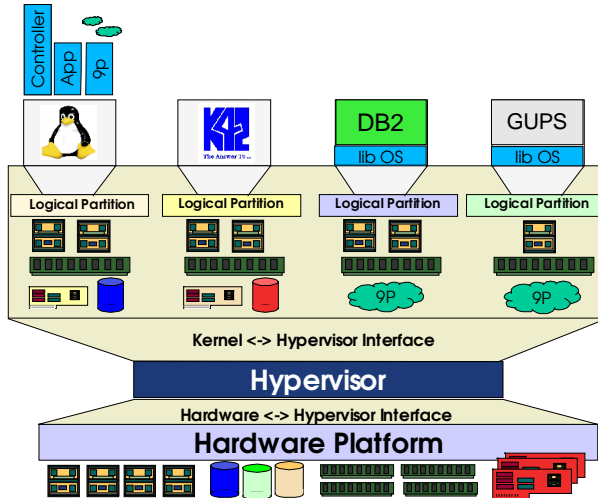 Controller
App
9p
K42
The Answer To ...
DB2
GUPS
lib OS
lib OS
Logical Partition
Logical Partition
Logical Partition
Logical Partition
9P
9P
Kernel <-> Hypervisor Interface
Hypervisor
Hardware <-> Hypervisor Interface
Hardware Platform